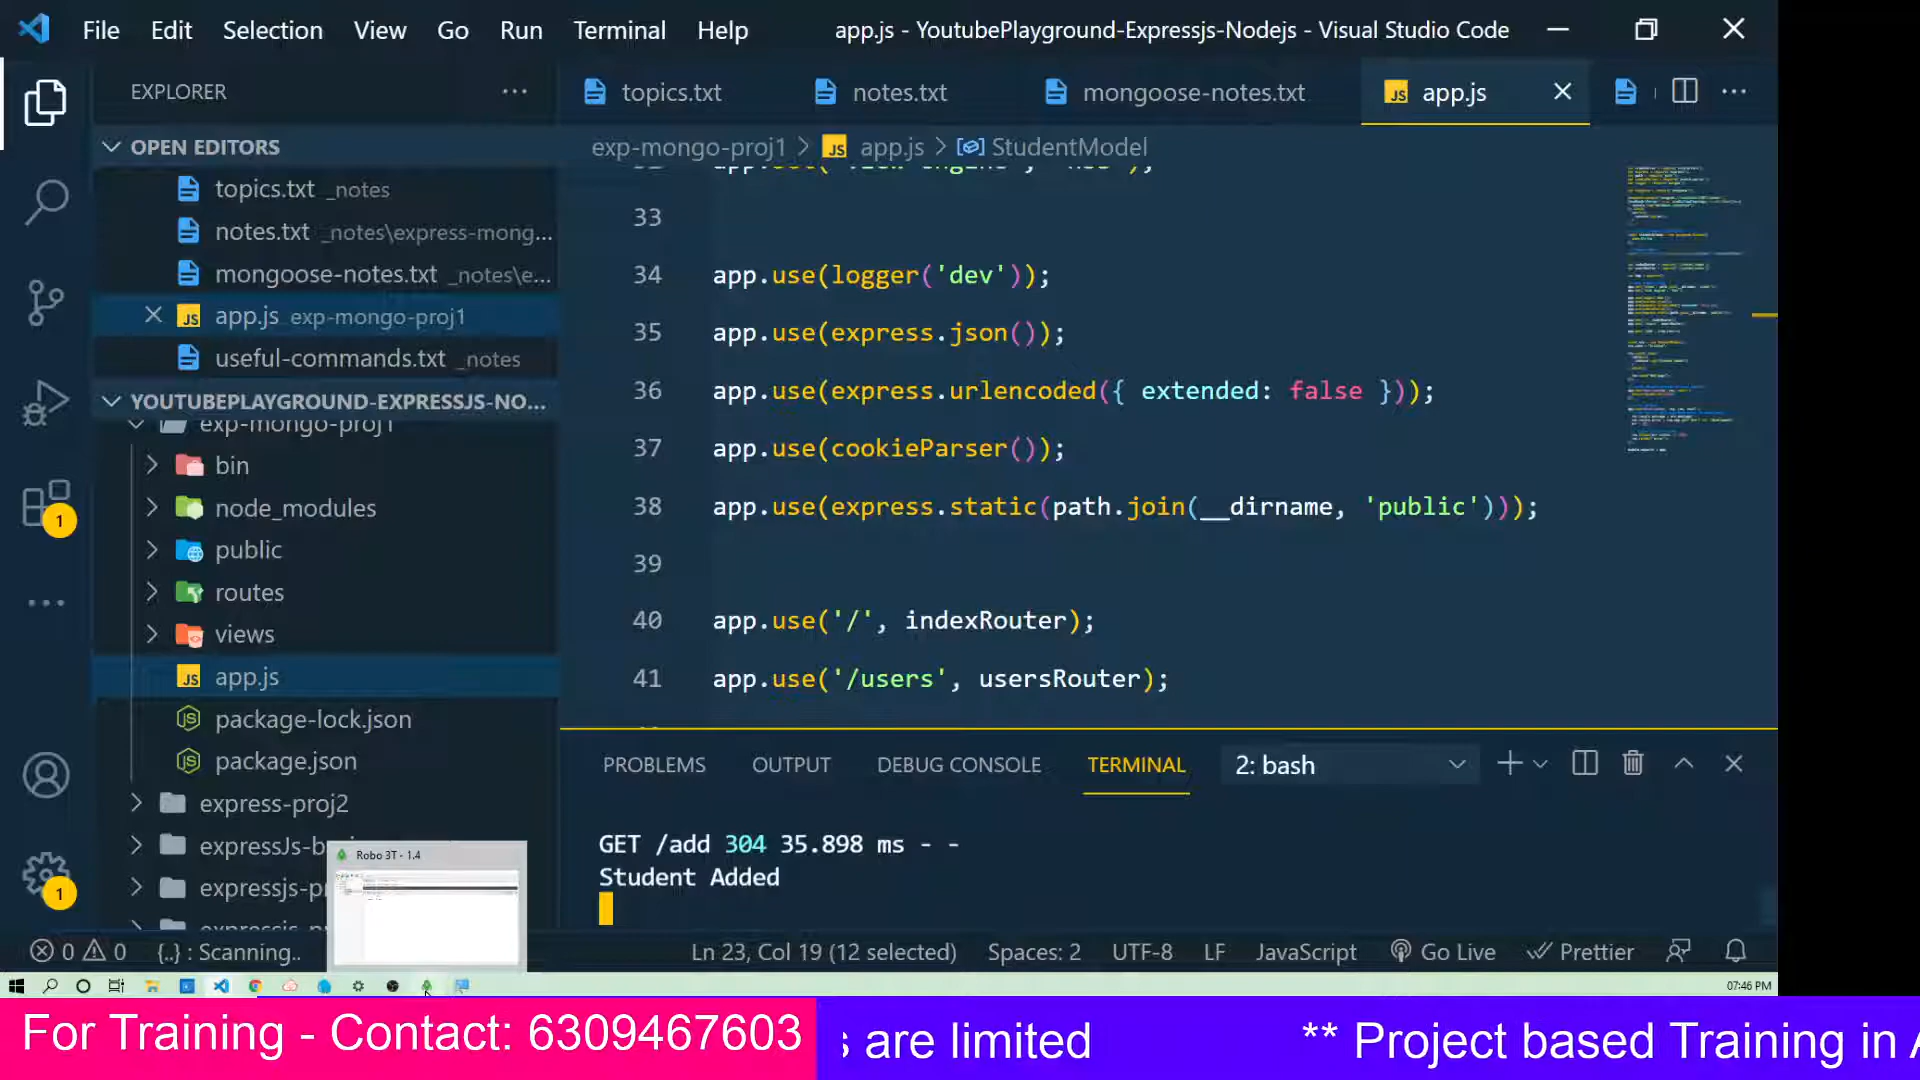 File Edit Selection View Go Run Terminal Help app.js - YoutubePlayground-Expressjs-Nodejs - Visual Studio Code
EXPLORER
topics.txt notes.txt mongoose-notes.txt app.js
OPEN EDITORS
exp-mongo-proj1 > app.js > StudentModel
topics.txt _notes
notes.txt _notes\express-mong...
mongoose-notes.txt _notes\e...
app.js exp-mongo-proj1
useful-commands.txt _notes
YOUTUBEPLAYGROUND-EXPRESSJS-NO...
exp-mongo-proj1
bin
node_modules
public
routes
views
app.js
package-lock.json
package.json
express-proj2
33
34 app.use(logger('dev'));
35 app.use(express.json());
36 app.use(express.urlencoded({ extended: false }));
37 app.use(cookieParser());
38 app.use(express.static(path.join(__dirname, 'public')));
39
40 app.use('/', indexRouter);
41 app.use('/users', usersRouter);
PROBLEMS OUTPUT DEBUG CONSOLE TERMINAL 2: bash
GET /add 304 35.898 ms - -
Student Added
Robo 3T - 1.4
0 0 {..} : Scanning.. Ln 23, Col 19 (12 selected) Spaces: 2 UTF-8 LF JavaScript Go Live Prettier
1
1
07:46 PM
For Training - Contact: 6309467603
s are limited ** Project based Training in